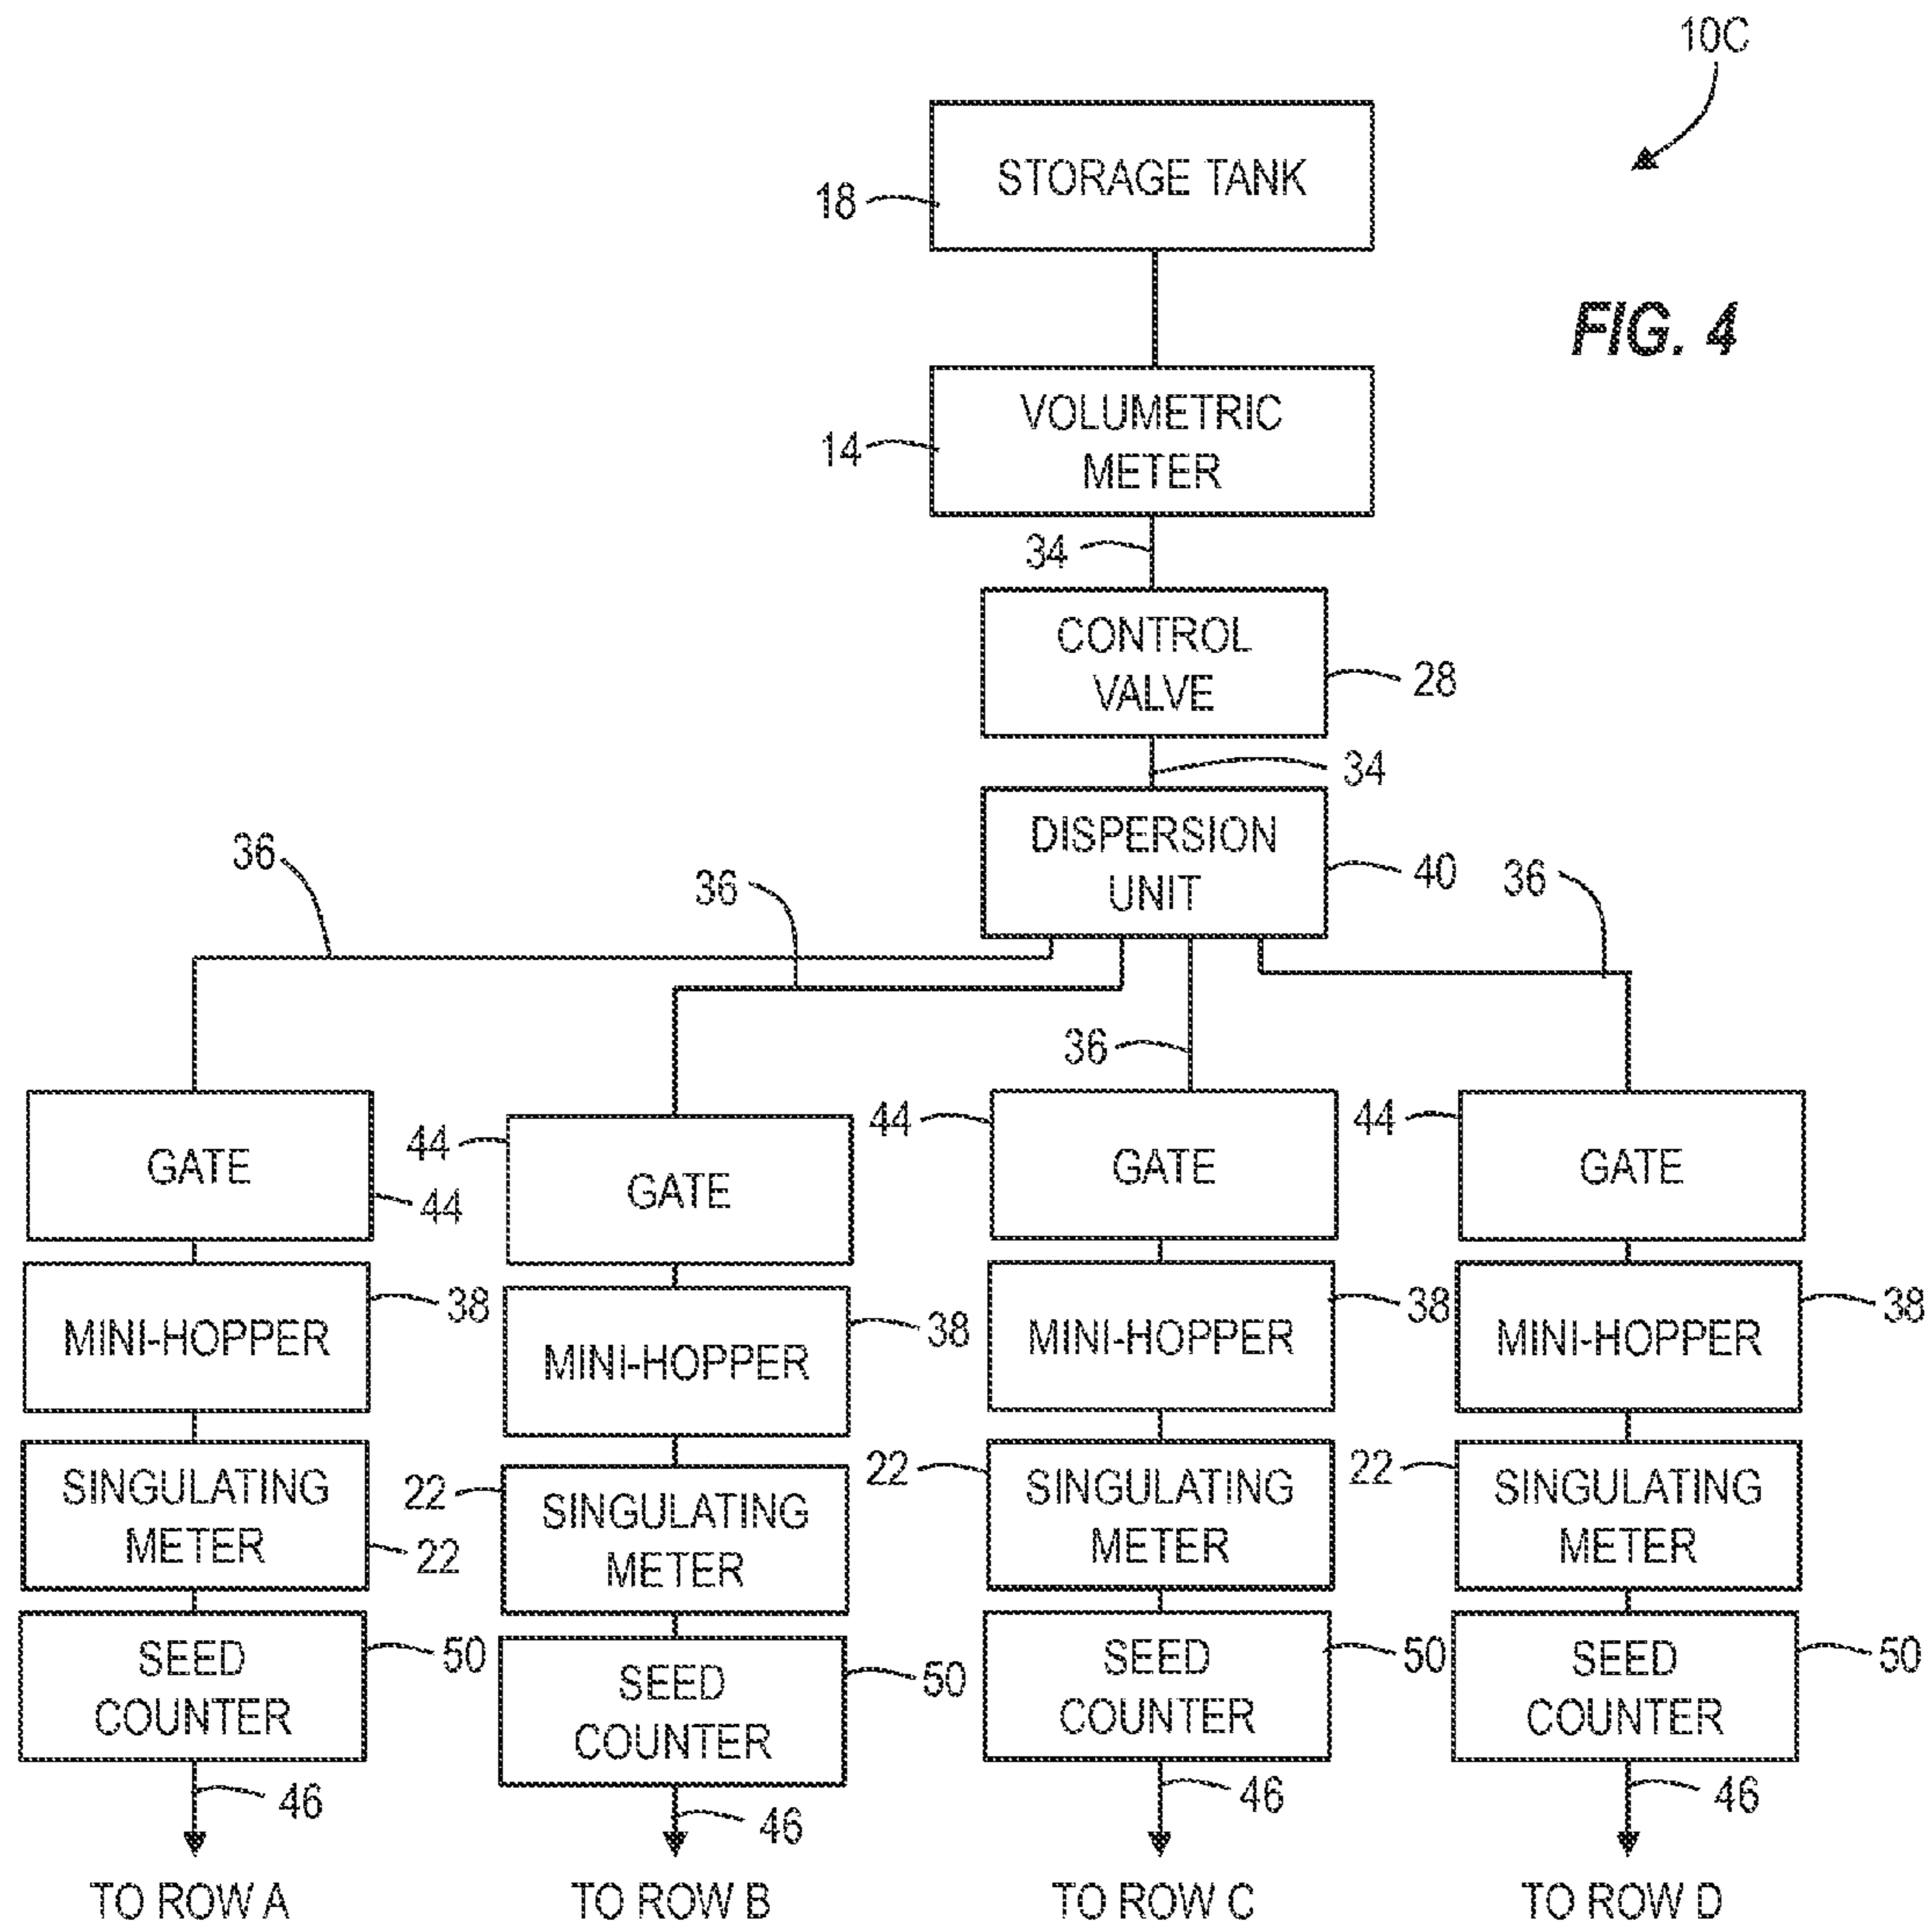 10C
STORAGE TANK
18
FIG. 4
VOLUMETRIC
METER
14
34
CONTROL
VALVE
28
34
DISPERSION
UNIT
40
36
36
36
36
GATE
44
44
GATE
44
GATE
44
GATE
MINI-HOPPER
38
MINI-HOPPER
38
MINI-HOPPER
38
MINI-HOPPER
38
SINGULATING
METER
22
22
SINGULATING
METER
22
SINGULATING
METER
22
SINGULATING
METER
SEED
COUNTER
50
SEED
COUNTER
50
SEED
COUNTER
50
SEED
COUNTER
50
46
46
46
46
TO ROW A
TO ROW B
TO ROW C
TO ROW D